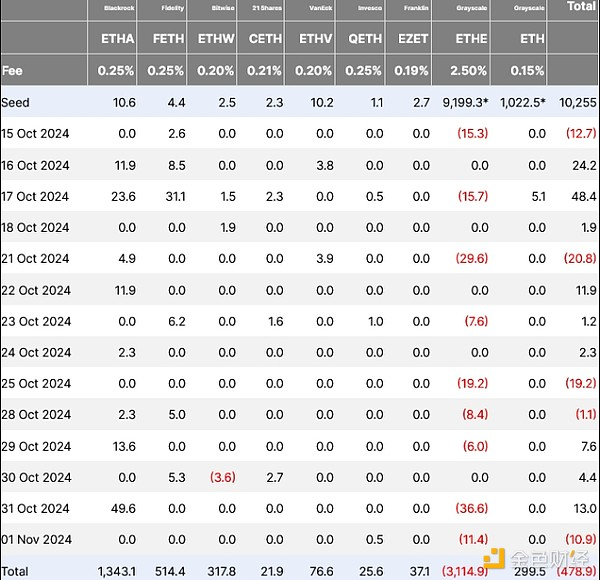 Blackrock Fidelity Bitwise 21 Shares VanEck Invesco Franklin Grayscale Grayscale Total
ETHA FETH ETHW CETH ETHV QETH EZET ETHE ETH
Fee 0.25% 0.25% 0.20% 0.21% 0.20% 0.25% 0.19% 2.50% 0.15%
Seed 10.6 4.4 2.5 2.3 10.2 1.1 2.7 9,199.3* 1,022.5* 10,255
15 Oct 2024 0.0 2.6 0.0 0.0 0.0 0.0 0.0 (15.3) 0.0 (12.7)
16 Oct 2024 11.9 8.5 0.0 0.0 3.8 0.0 0.0 0.0 0.0 24.2
17 Oct 2024 23.6 31.1 1.5 2.3 0.0 0.5 0.0 (15.7) 5.1 48.4
18 Oct 2024 0.0 0.0 1.9 0.0 0.0 0.0 0.0 0.0 0.0 1.9
21 Oct 2024 4.9 0.0 0.0 0.0 3.9 0.0 0.0 (29.6) 0.0 (20.8)
22 Oct 2024 11.9 0.0 0.0 0.0 0.0 0.0 0.0 0.0 0.0 11.9
23 Oct 2024 0.0 6.2 0.0 1.6 0.0 1.0 0.0 (7.6) 0.0 1.2
24 Oct 2024 2.3 0.0 0.0 0.0 0.0 0.0 0.0 0.0 0.0 2.3
25 Oct 2024 0.0 0.0 0.0 0.0 0.0 0.0 0.0 (19.2) 0.0 (19.2)
28 Oct 2024 2.3 5.0 0.0 0.0 0.0 0.0 0.0 (8.4) 0.0 (1.1)
29 Oct 2024 13.6 0.0 0.0 0.0 0.0 0.0 0.0 (6.0) 0.0 7.6
30 Oct 2024 0.0 5.3 (3.6) 2.7 0.0 0.0 0.0 0.0 0.0 4.4
31 Oct 2024 49.6 0.0 0.0 0.0 0.0 0.0 0.0 (36.6) 0.0 13.0
01 Nov 2024 0.0 0.0 0.0 0.0 0.0 0.5 0.0 (11.4) 0.0 (10.9)
Total 1,343.1 514.4 317.8 21.9 76.6 25.6 37.1 (3,114.9) 299.5 (478.9)
金色财经